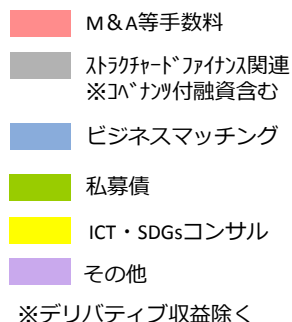 M＆A等手数料
ｽﾄﾗｸﾁｬｰﾄﾞﾌｧｲﾅﾝｽ関連
※ｺﾍﾞﾅﾝﾂ付融資含む
ビジネスマッチング
私募債
ICT・SDGsコンサル
その他
※デリバティブ収益除く